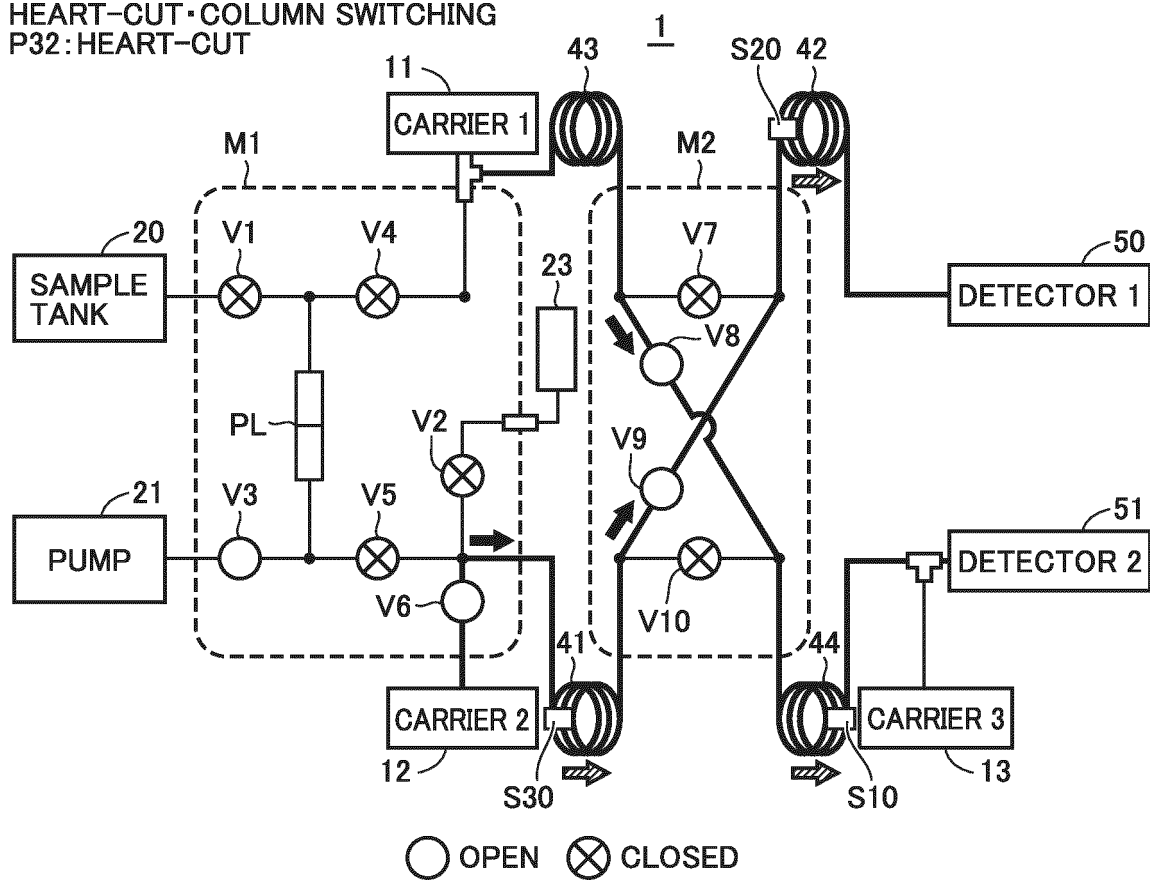 HEART-CUT·COLUMN SWITCHING
P32:HEART-CUT
1
11
43
S20
42
CARRIER 1
M1
M2
20
V1
V4
23
V7
50
SAMPLE
TANK
DETECTOR 1
V8
PL
V2
V9
21
V3
V5
51
PUMP
DETECTOR 2
V6
V10
41
44
CARRIER 2
CARRIER 3
12
S30
S10
13
OPEN
CLOSED